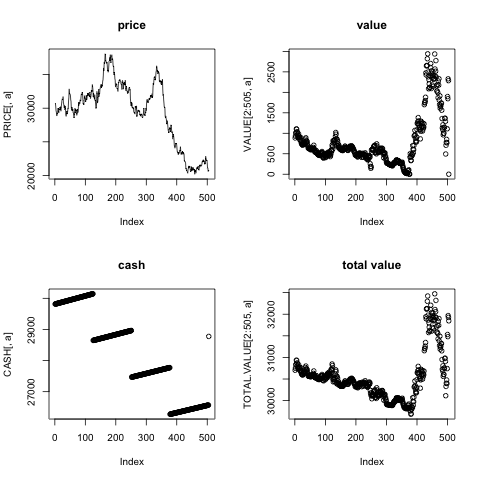 price
PRICE[, a]
20000 30000
0 100 200 300 400 500
Index
value
VALUE[2:505, a]
0 500 1500 2500
0 100 200 300 400 500
Index
cash
CASH[, a]
27000 29000
0 100 200 300 400 500
Index
total value
TOTAL.VALUE[2:505, a]
30000 31000 32000
0 100 200 300 400 500
Index